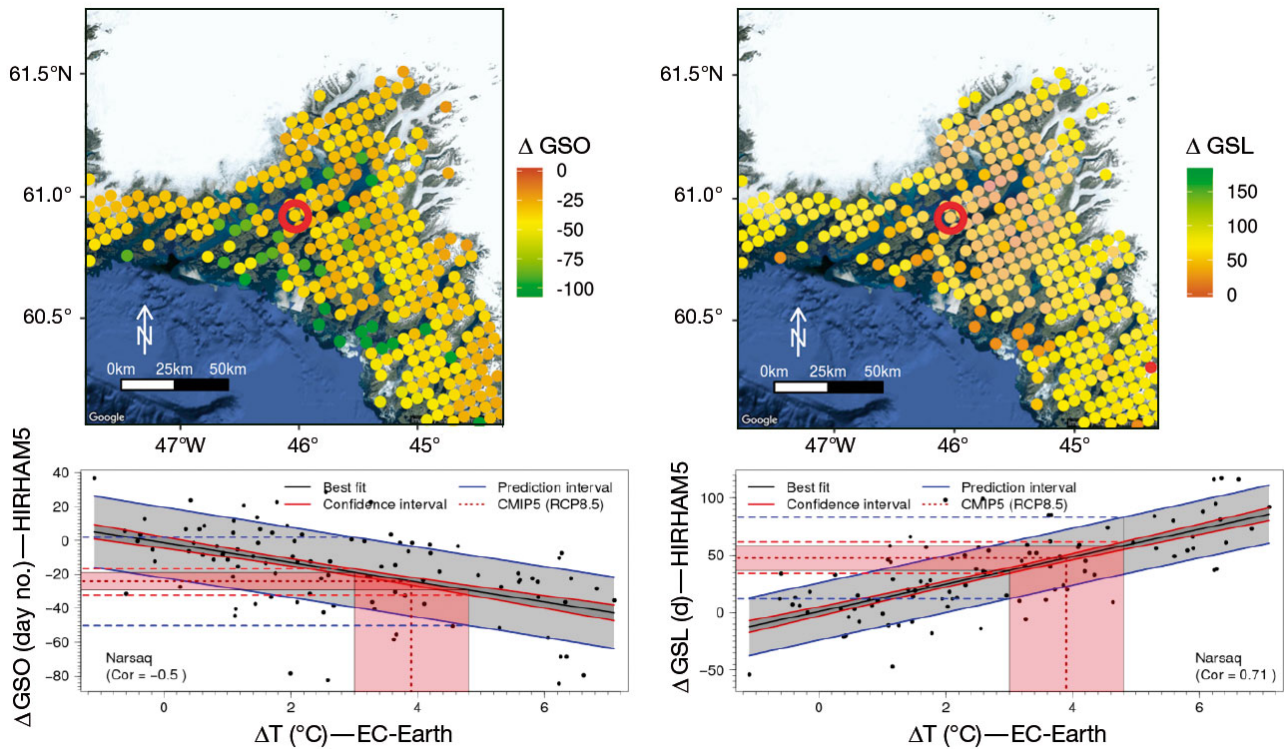 61.5°N
61.0°
60.5°
N
0km 25km 50km
Google
47°W 46° 45°
Δ GSO
0
-25
-50
-75
-100
61.5°N
61.0°
60.5°
N
0km 25km 50km
Google
47°W 46° 45°
Δ GSL
150
100
50
0
ΔGSO (day no.)—HIRHAM5
40
20
0
−20
−40
−60
−80
Best fit
Confidence interval
Prediction interval
CMIP5 (RCP8.5)
Narsaq
(Cor = −0.5 )
0 2 4 6
ΔT (°C)—EC-Earth
ΔGSL (d)—HIRHAM5
100
50
0
−50
Best fit
Confidence interval
Prediction interval
CMIP5 (RCP8.5)
Narsaq
(Cor = 0.71 )
0 2 4 6
ΔT (°C)—EC-Earth